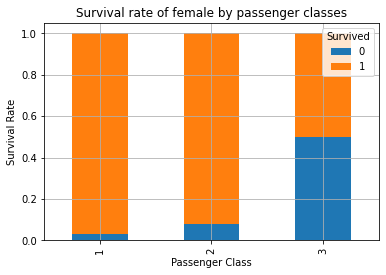 Survival rate of female by passenger classes
Survival Rate
1.0
0.8
0.6
0.4
0.2
0.0
Survived
0
1
1
2
3
Passenger Class